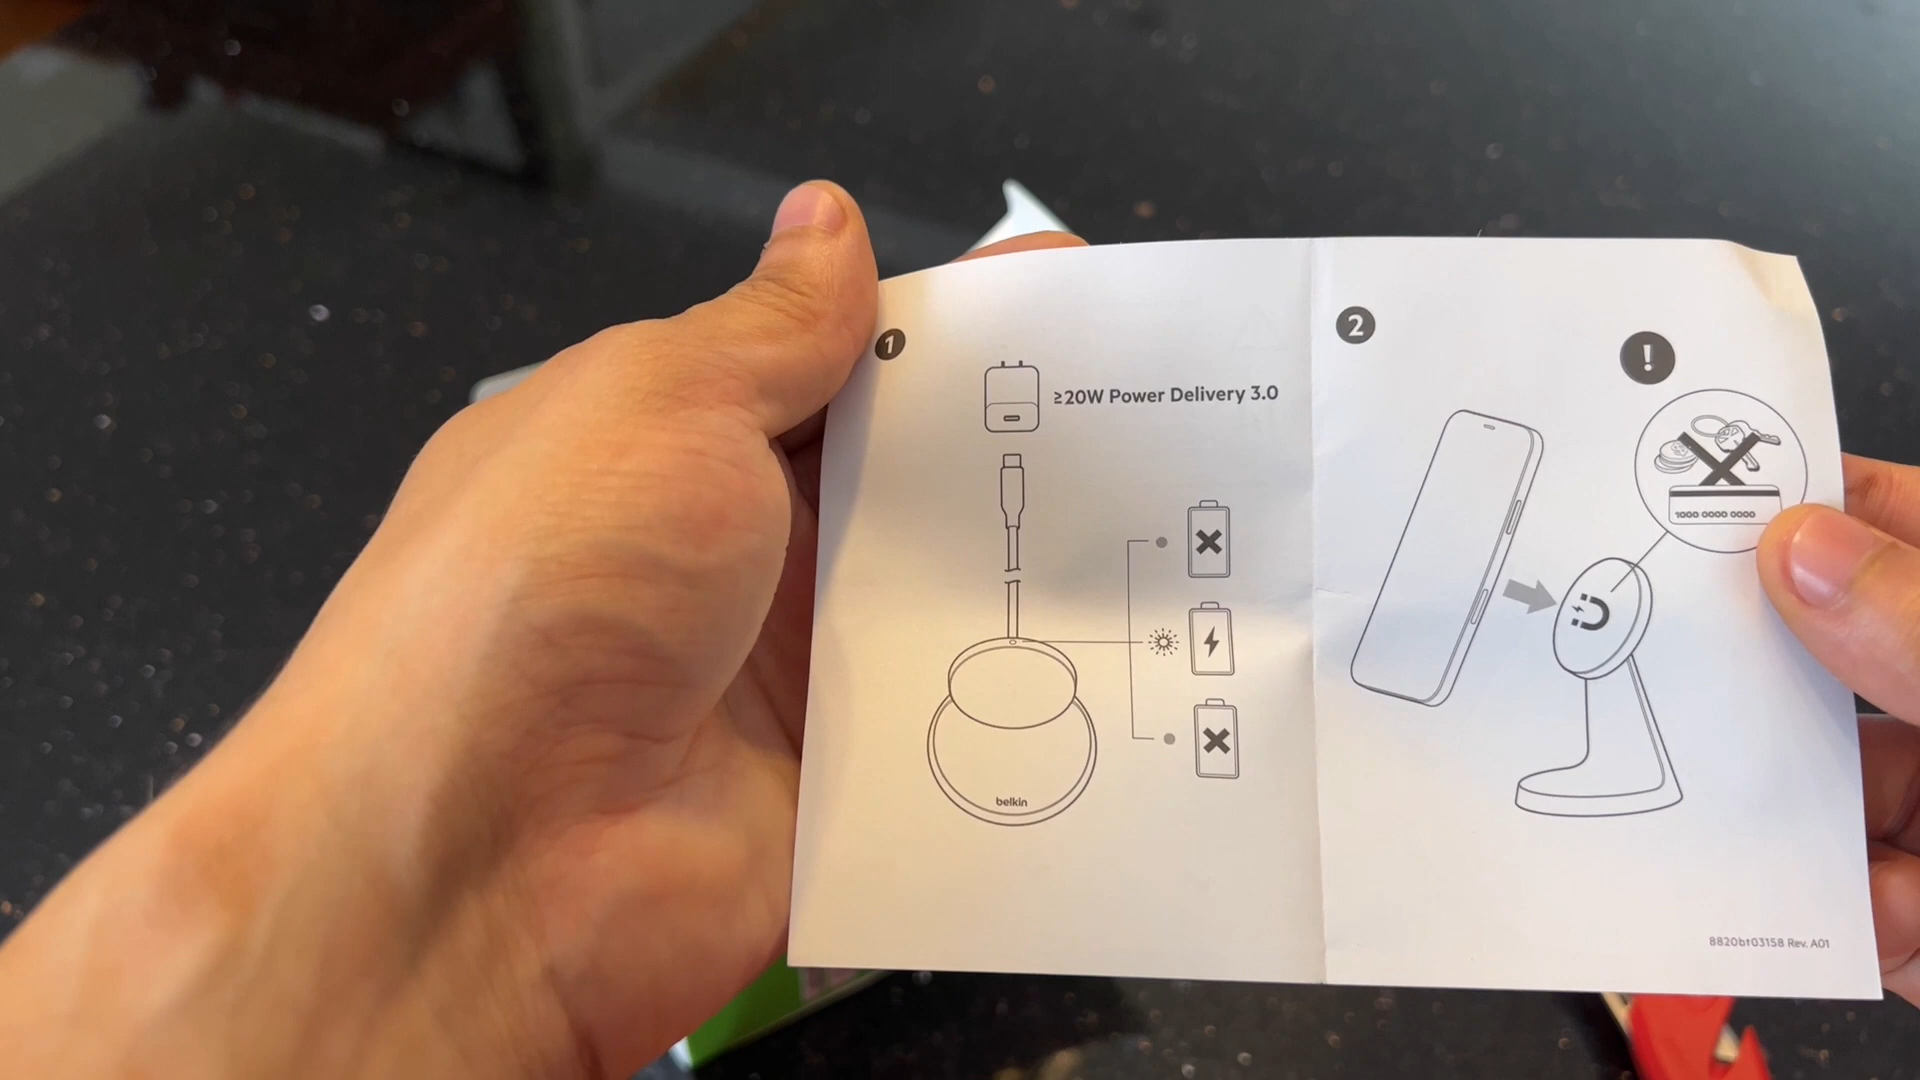 1
≥20W Power Delivery 3.0
belkin
2
!
1000 0000 0000
8820bt03158 Rev. A01